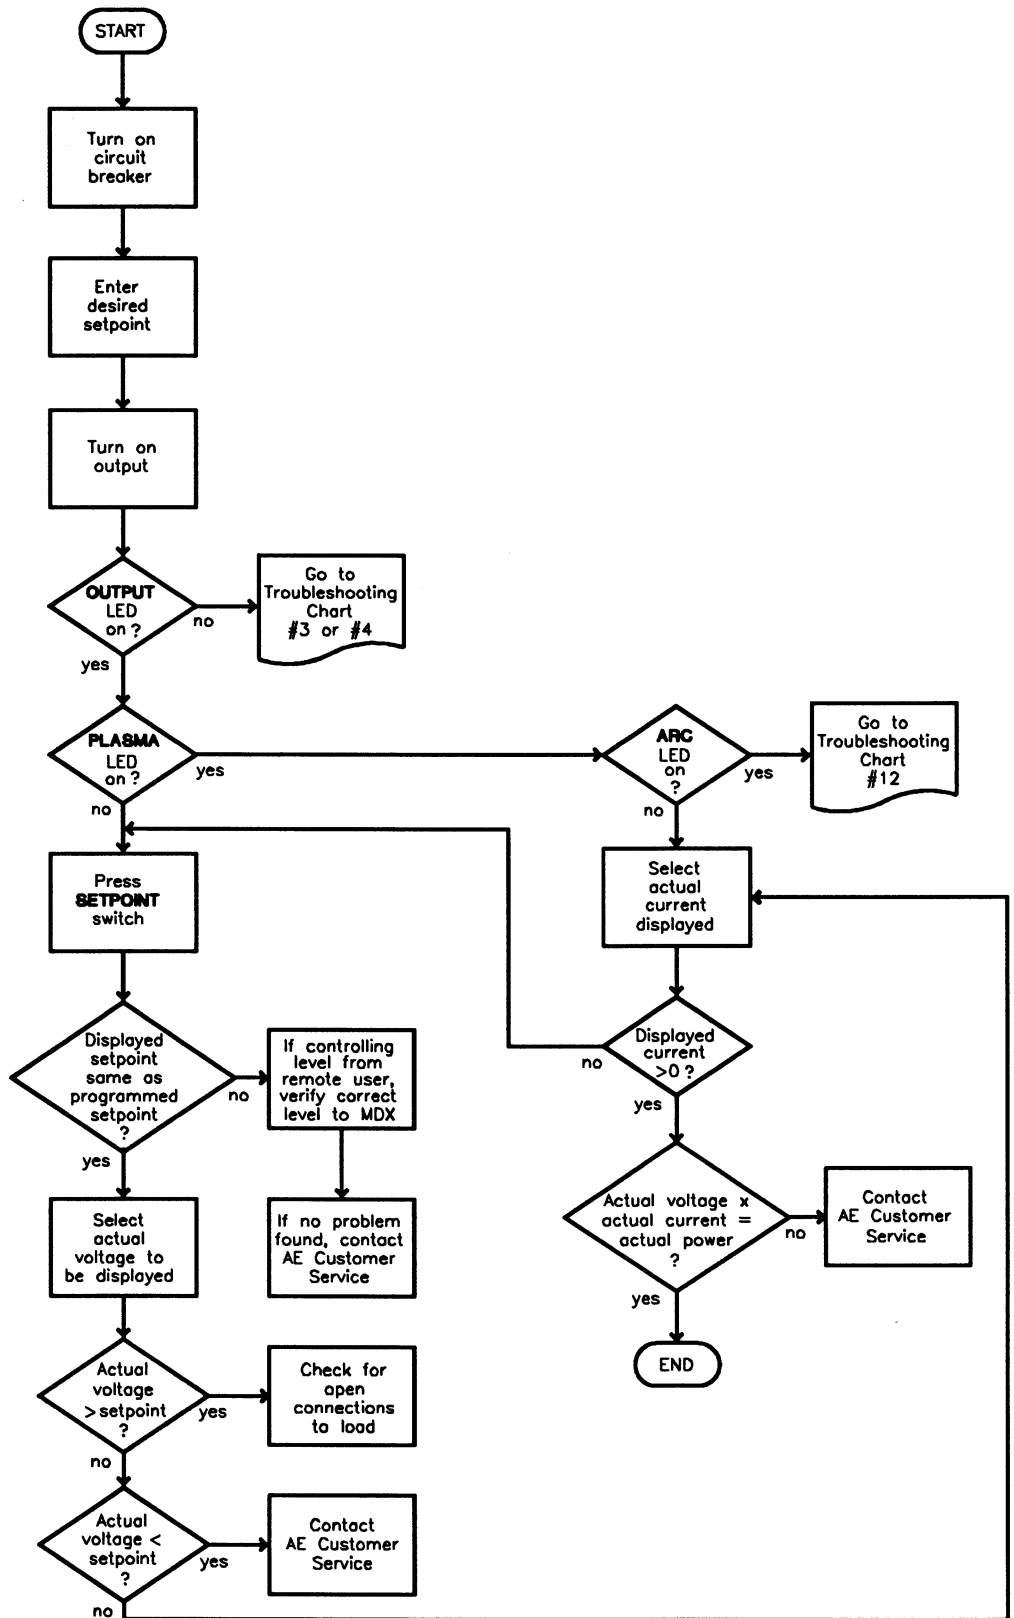 START
Turn on
circuit
breaker
Enter
desired
setpoint
Turn on
output
OUTPUT
LED
on?
no
yes
Go to
Troubleshooting
Chart
#3 or #4
PLASMA
LED
on?
yes
no
ARC
LED
on
?
yes
no
Go to
Troubleshooting
Chart
#12
Press
SETPOINT
switch
Select
actual
current
displayed
Displayed
setpoint
same as
programmed
setpoint
?
no
yes
If controlling
level from
remote user,
verify correct
level to MDX
Displayed
current
>0?
no
yes
Select
actual
voltage to
be displayed
If no problem
found, contact
AE Customer
Service
Actual voltage x
actual current =
actual power
?
no
yes
Contact
AE Customer
Service
END
Actual
voltage
>setpoint
?
yes
no
Check for
open
connections
to load
Actual
voltage <
setpoint
?
yes
no
Contact
AE Customer
Service